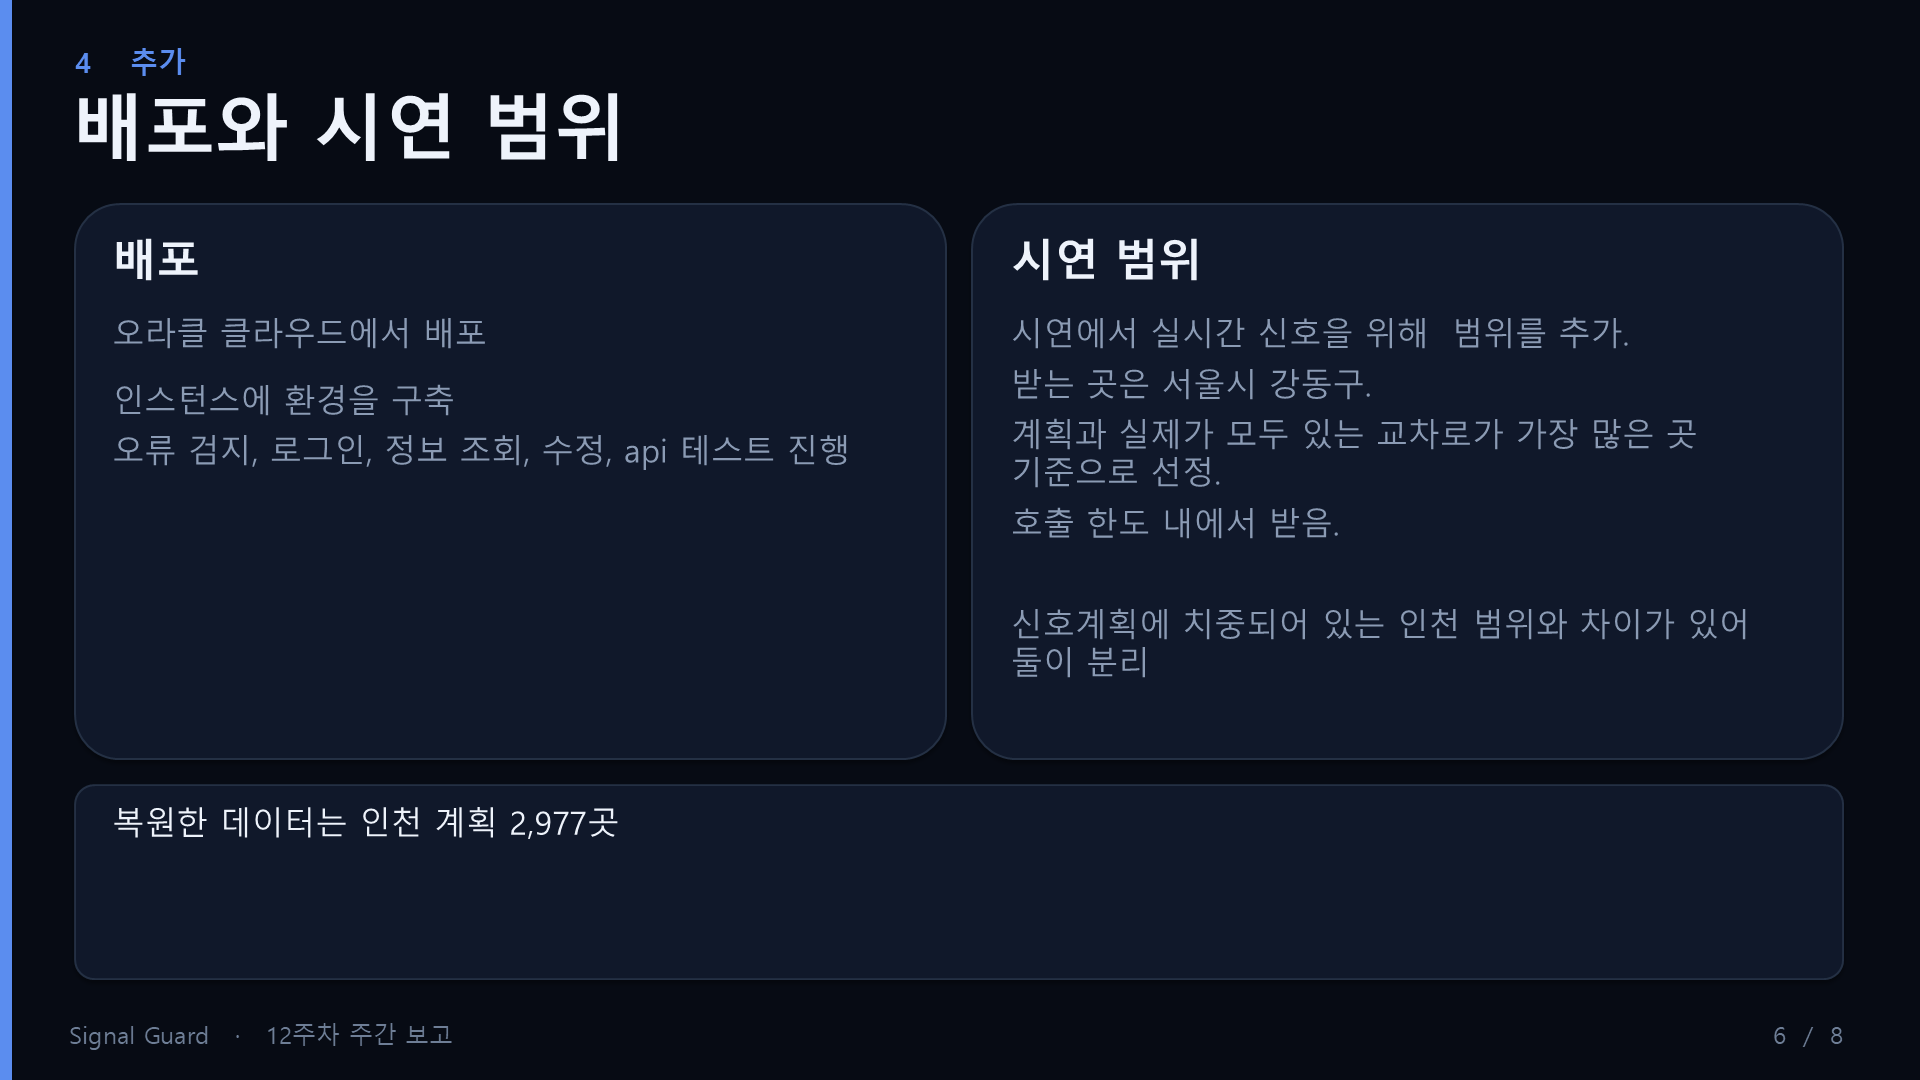 4 추가
배포와 시연 범위
배포
오라클 클라우드에서 배포
인스턴스에 환경을 구축
오류 검지, 로그인, 정보 조회, 수정, api 테스트 진행
시연 범위
시연에서 실시간 신호을 위해  범위를 추가.
받는 곳은 서울시 강동구.
계획과 실제가 모두 있는 교차로가 가장 많은 곳
기준으로 선정.
호출 한도 내에서 받음.
신호계획에 치중되어 있는 인천 범위와 차이가 있어
둘이 분리
복원한 데이터는 인천 계획 2,977곳
Signal Guard · 12주차 주간 보고
6 / 8